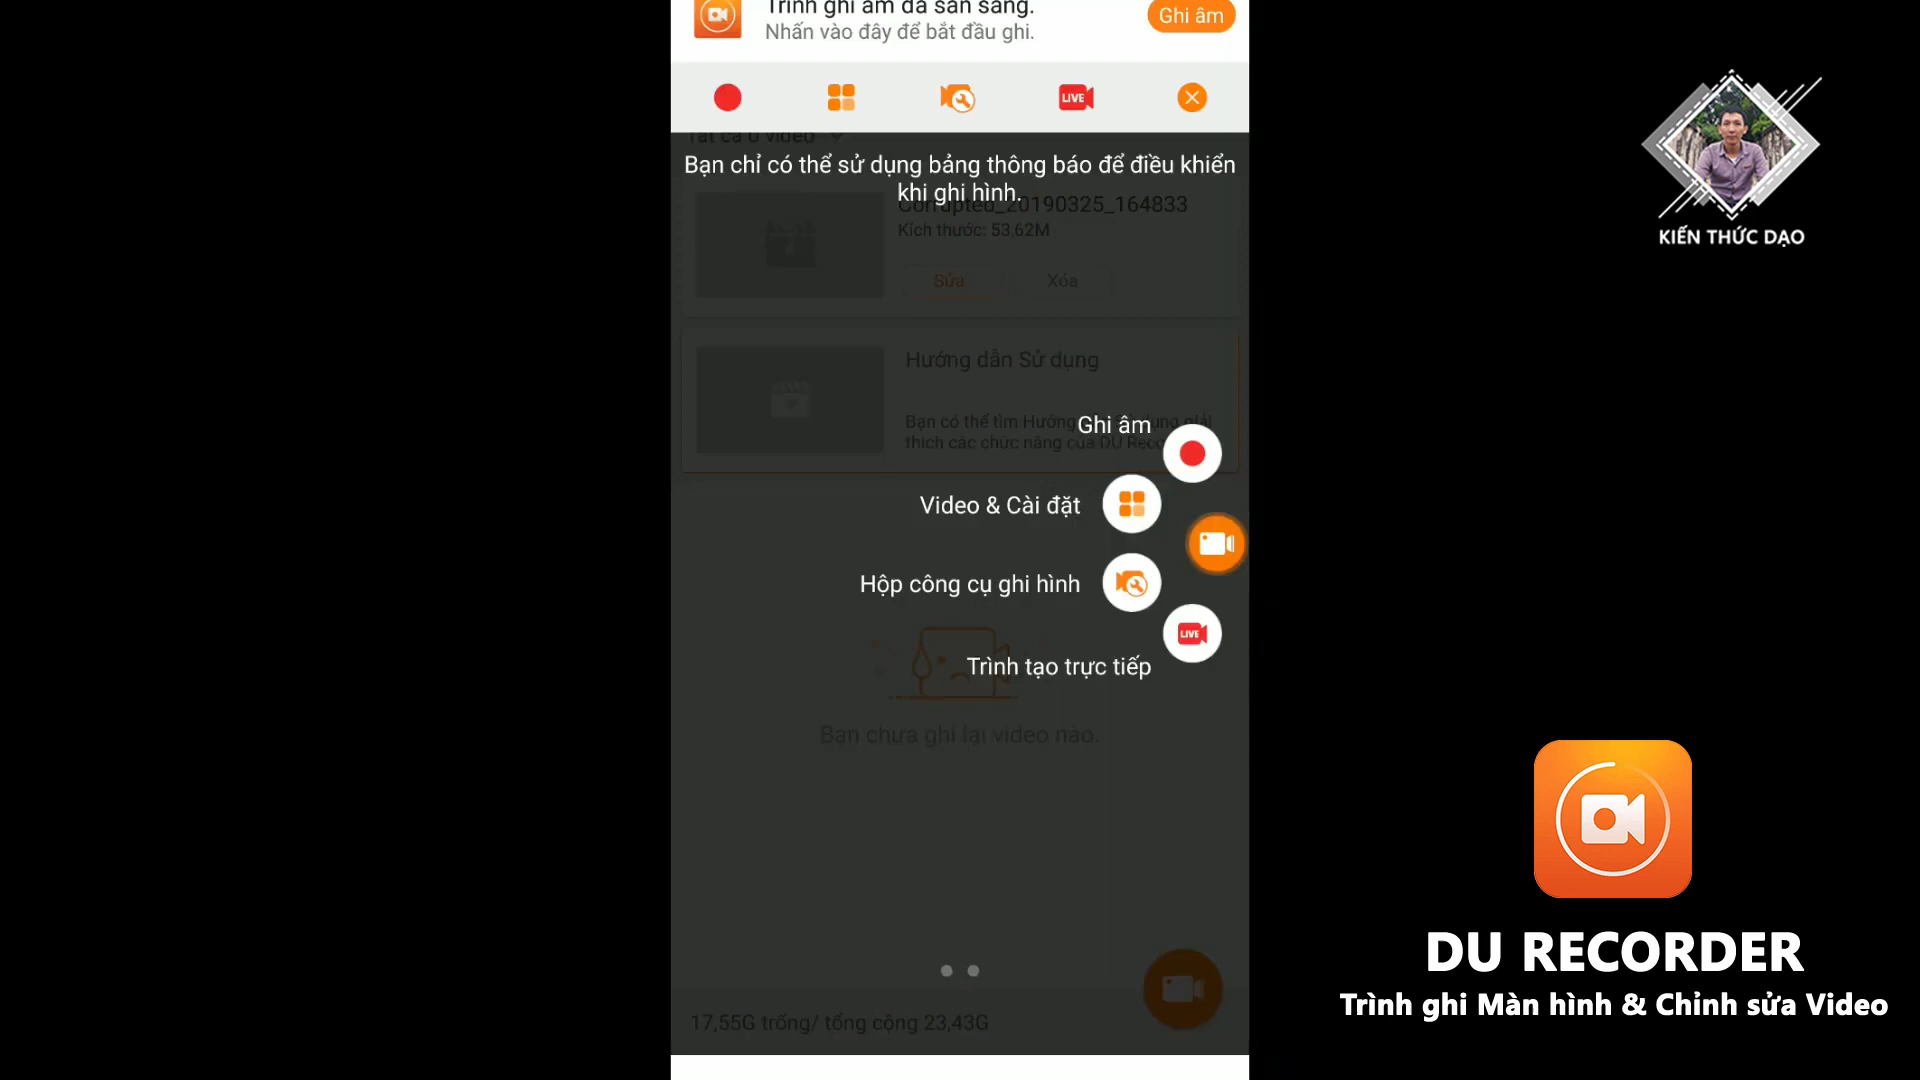 Trình ghi âm đã sẵn sàng.
Nhấn vào đây để bắt đầu ghi.
Ghi âm
LIVE
Tất cả 0 video
Bạn chỉ có thể sử dụng bảng thông báo để điều khiển
khi ghi hình.
Corrupted_20190325_164833
Kích thước: 53,62M
Sửa
Xóa
Hướng dẫn Sử dụng
Bạn có thể tìm Hướng
thích các chức năng của DU
Ghi âm
Video & Cài đặt
Hộp công cụ ghi hình
LIVE
Trình tạo trực tiếp
Bạn chưa ghi lại video nào.
17,55G trống/ tổng cộng 23,43G
KIẾN THỨC DẠO
DU RECORDER
Trình ghi Màn hình & Chỉnh sửa Video